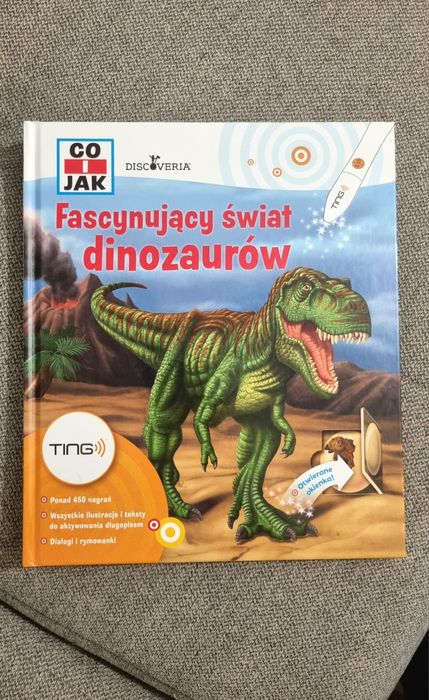 CO
i
JAK
DISCOVERIA
TING
Fascynujący świat
dinozaurów
TING
Ponad 450 nagrań
Wszystkie ilustracje i teksty
do aktywowania długopisem
Dialogi i rymowanki
Otwierane
okienka!